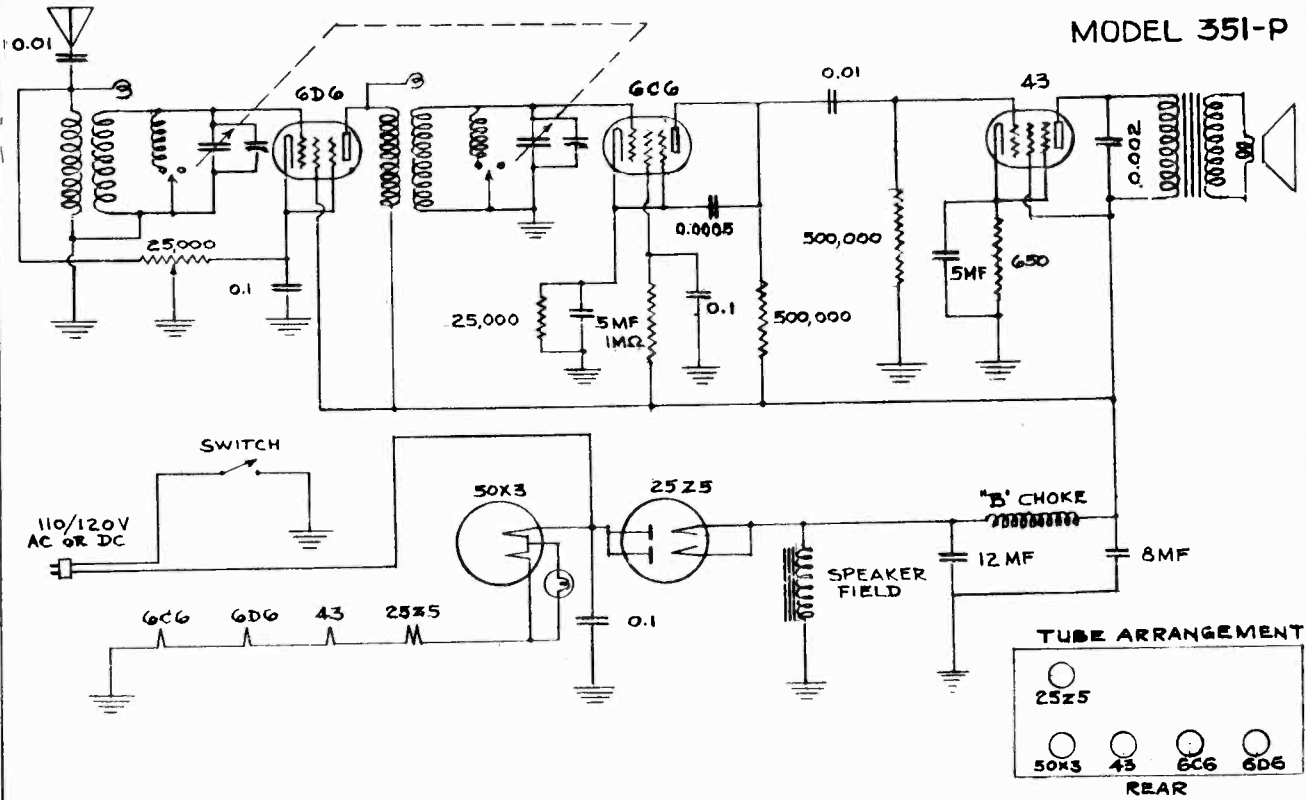 MODEL 351-P
0.01
6D6
6C6
0.01
43
0.002
25,000
0.1
0.0005
500,000
.5MF
650
25,000
.5MF
1MΩ
0.1
500,000
SWITCH
110/120V
AC OR DC
50X3
25Z5
"B" CHOKE
12 MF
8MF
SPEAKER
FIELD
6C6 6D6 43 25Z5
0.1
TUBE ARRANGEMENT
25Z5
50X3 43 6C6 6D6
REAR